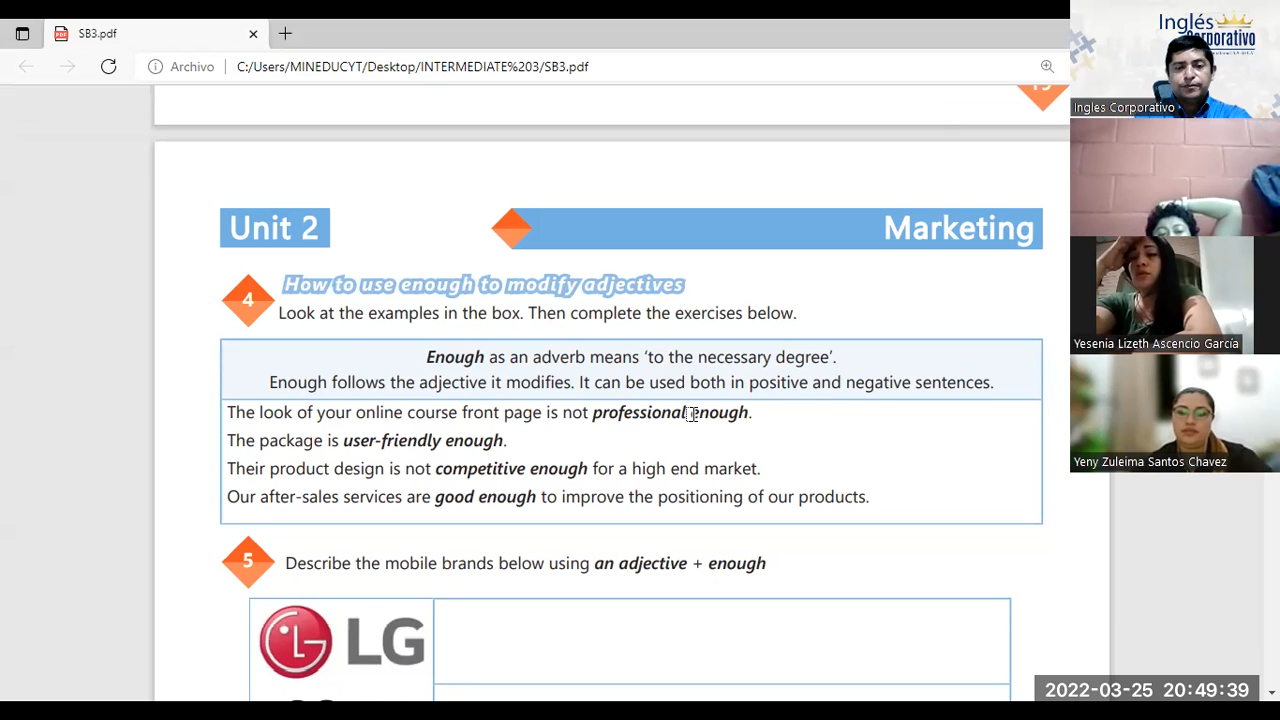 SB3.pdf
Archivo
C:/Users/MINEDUCYT/Desktop/INTERMEDIATE%203/SB3.pdf
Unit 2
Marketing
4
How to use enough to modify adjectives
Look at the examples in the box. Then complete the exercises below.
Enough as an adverb means ‘to the necessary degree’.
Enough follows the adjective it modifies. It can be used both in positive and negative sentences.
The look of your online course front page is not professional enough.
The package is user-friendly enough.
Their product design is not competitive enough for a high end market.
Our after-sales services are good enough to improve the positioning of our products.
5
Describe the mobile brands below using an adjective + enough
LG
Inglés
Corporativo
Ingles Corporativo
Yesenia Lizeth Ascencio García
Yeny Zuleima Santos Chavez
2022-03-25 20:49:39